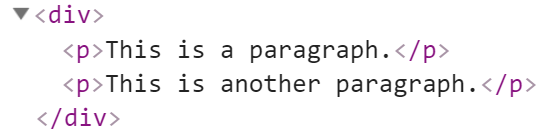 <div>
<p>This is a paragraph.</p>
<p>This is another paragraph.</p>
</div>